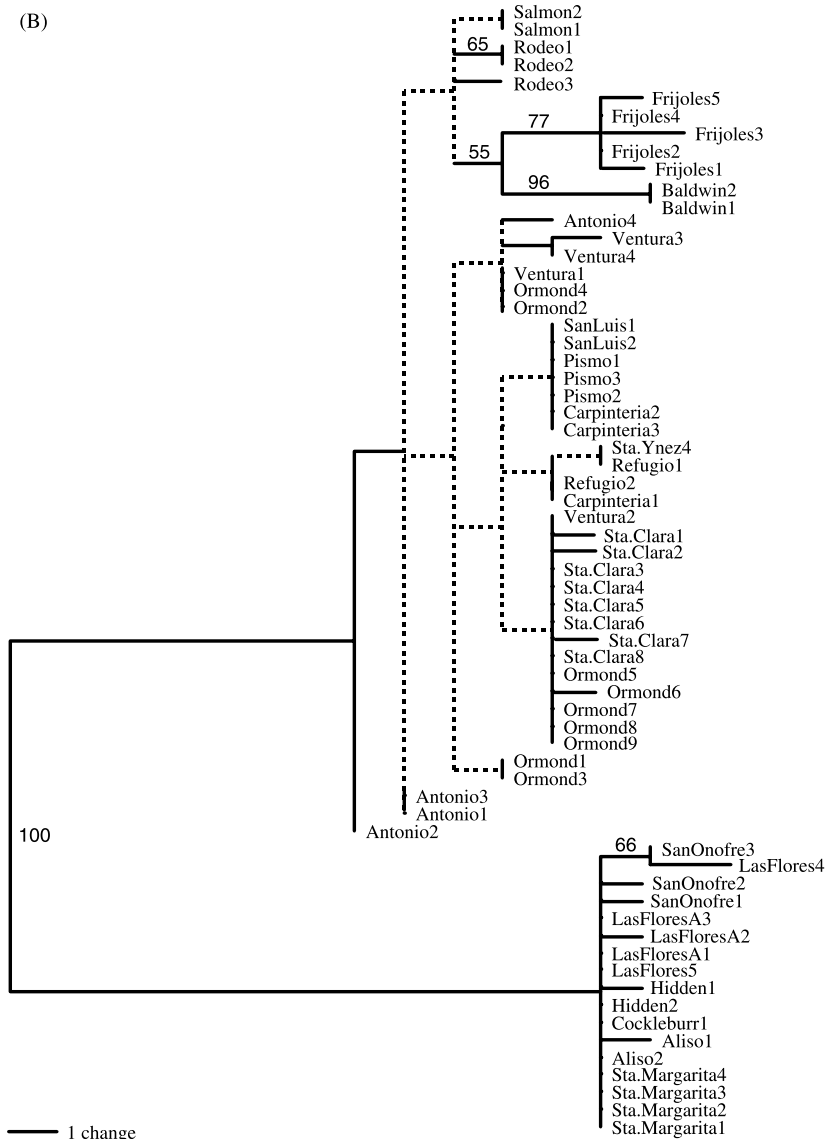 (B)
Salmon2
Salmon1
65
Rodeo1
Rodeo2
Rodeo3
Frijoles5
77
Frijoles4
Frijoles3
55
Frijoles2
Frijoles1
96
Baldwin2
Baldwin1
Antonio4
Ventura3
Ventura4
Ventura1
Ormond4
Ormond2
SanLuis1
SanLuis2
Pismo1
Pismo3
Pismo2
Carpinteria2
Carpinteria3
Sta.Ynez4
Refugio1
Refugio2
Carpinteria1
Ventura2
Sta.Clara1
Sta.Clara2
Sta.Clara3
Sta.Clara4
Sta.Clara5
Sta.Clara6
Sta.Clara7
Sta.Clara8
Ormond5
Ormond6
Ormond7
Ormond8
Ormond9
Ormond1
Ormond3
Antonio3
Antonio1
Antonio2
100
66
SanOnofre3
LasFlores4
SanOnofre2
SanOnofre1
LasFloresA3
LasFloresA2
LasFloresA1
LasFlores5
Hidden1
Hidden2
Cockleburr1
Aliso1
Aliso2
Sta.Margarita4
Sta.Margarita3
Sta.Margarita2
Sta.Margarita1
1 change